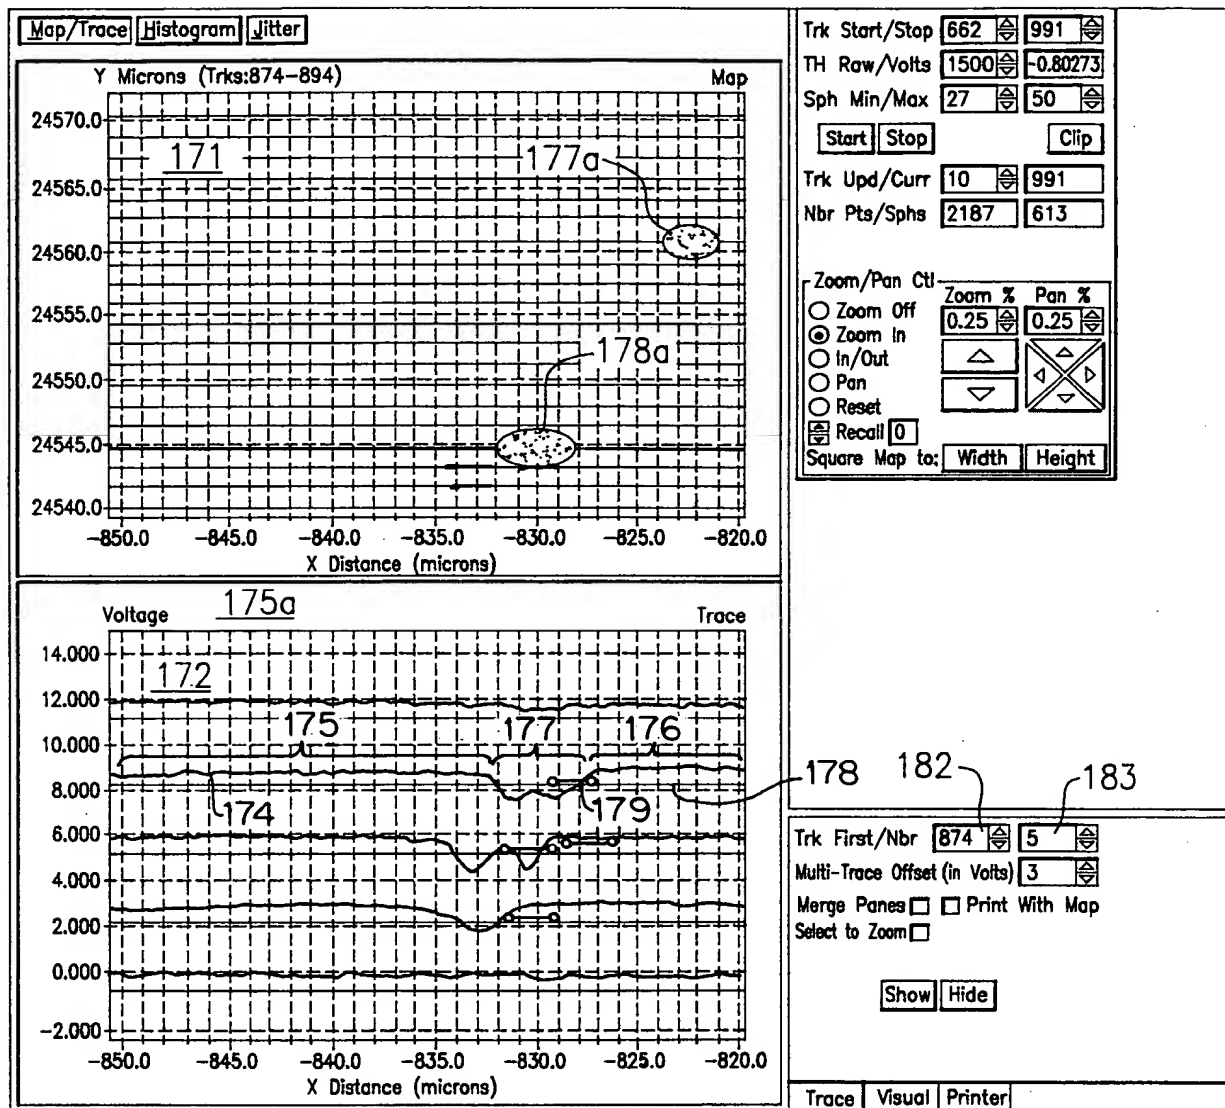 Map/Trace Histogram Jitter
Y Microns (Trks:874-894) Map
24570.0
171
177a
24565.0
24560.0
24555.0
24550.0
178a
24545.0
24540.0
-850.0 -845.0 -840.0 -835.0 -830.0 -825.0 -820.0
X Distance (microns)
Voltage 175a Trace
14.000
172
12.000
10.000
175 177 176
8.000
174 179 178
6.000
4.000
2.000
0.000
-2.000
-850.0 -845.0 -840.0 -835.0 -830.0 -825.0 -820.0
X Distance (microns)
Trk Start/Stop 662 991
TH Raw/Volts 1500 -0.80273
Sph Min/Max 27 50
Start Stop Clip
Trk Upd/Curr 10 991
Nbr Pts/Sphs 2187 613
Zoom/Pan Ctl
Zoom % Pan %
Zoom Off 0.25 0.25
Zoom In
In/Out
Pan
Reset
Recall 0
Square Map to: Width Height
182 183
Trk First/Nbr 874 5
Multi-Trace Offset (in Volts) 3
Merge Panes Print With Map
Select to Zoom
Show Hide
Trace Visual Printer